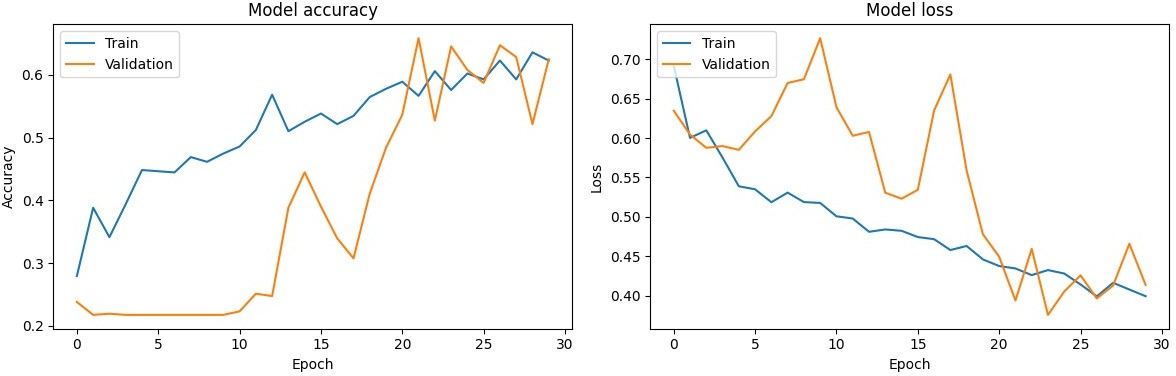 Model accuracy
Train
Validation
0.6
0.5
0.4
0.3
0.2
Accuracy
0 5 10 15 20 25 30
Epoch
Model loss
Train
Validation
0.70
0.65
0.60
0.55
0.50
0.45
0.40
Loss
0 5 10 15 20 25 30
Epoch